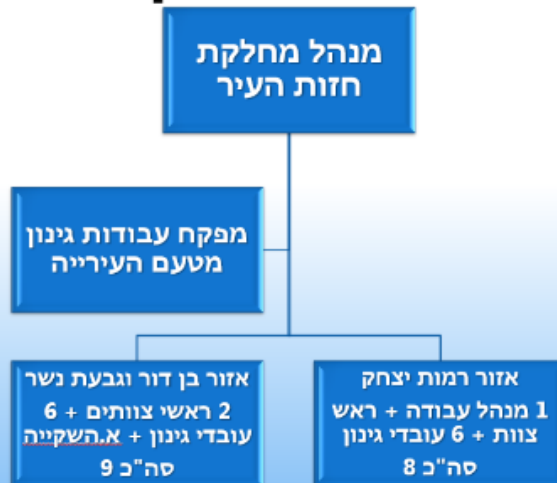 מנהל מחלקת
חזות העיר
מפקח עבודות גינון
מטעם העירייה
אזור רמות יצחק
1 מנהל עבודה + ראש
צוות + 6 עובדי גינון
סה"כ 8
אזור בן דור וגבעת נשר
2 ראשי צוותים + 6
עובדי גינון + א.השקייה
סה"כ 9